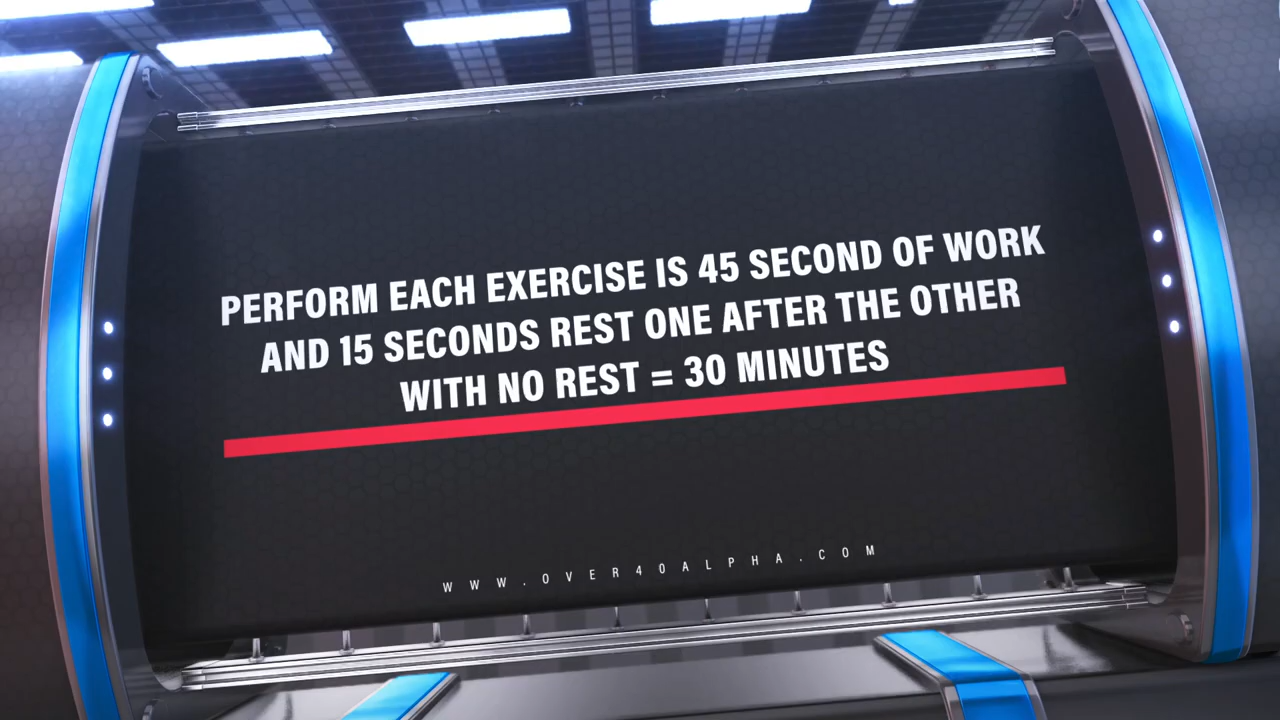 PERFORM EACH EXERCISE IS 45 SECOND OF WORK
AND 15 SECONDS REST ONE AFTER THE OTHER
WITH NO REST = 30 MINUTES
WWW.OVER40ALPHA.COM